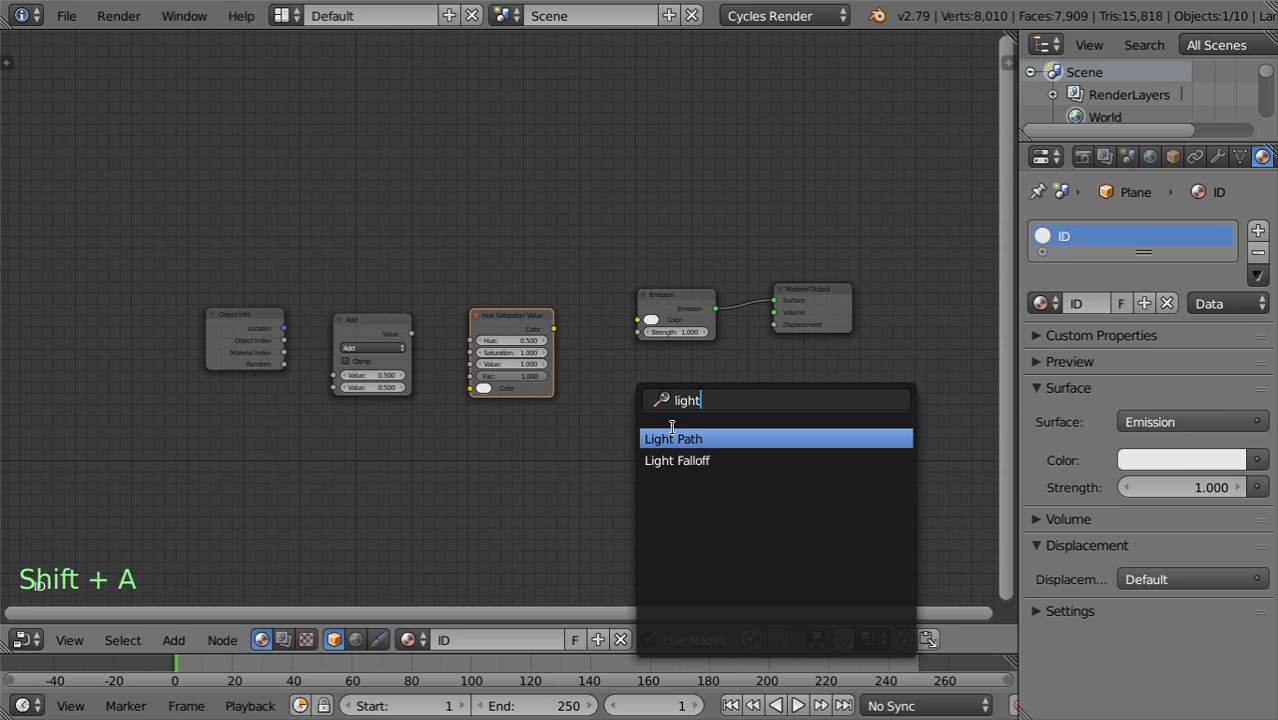 File Render Window Help Default Scene Cycles Render v2.79 | Verts:8,010 | Faces:7,909 | Tris:15,818 | Objects:1/10 | Lar
View Search All Scenes
Scene
RenderLayers
World
Plane ID
ID
ID F Data
Custom Properties
Preview
Surface
Surface: Emission
Color:
Strength: 1.000
Volume
Displacement
Displacem... Default
Settings
Object Info
Location
Object Index
Material Index
Random
Add
Value
Add
Clamp
Value: 0.500
Value: 0.500
Hue Saturation Value
Color
Hue: 0.500
Saturation: 1.000
Value: 1.000
Fac: 1.000
Color
Emission
Emission
Color
Strength: 1.000
Material Output
Surface
Volume
Displacement
light
Light Path
Light Falloff
Shift + A
ID
View Select Add Node ID F Use Nodes
-40 -20 0 20 40 60 80 100 120 140 160 180 200 220 240 260
View Marker Frame Playback Start: 1 End: 250 1 No Sync